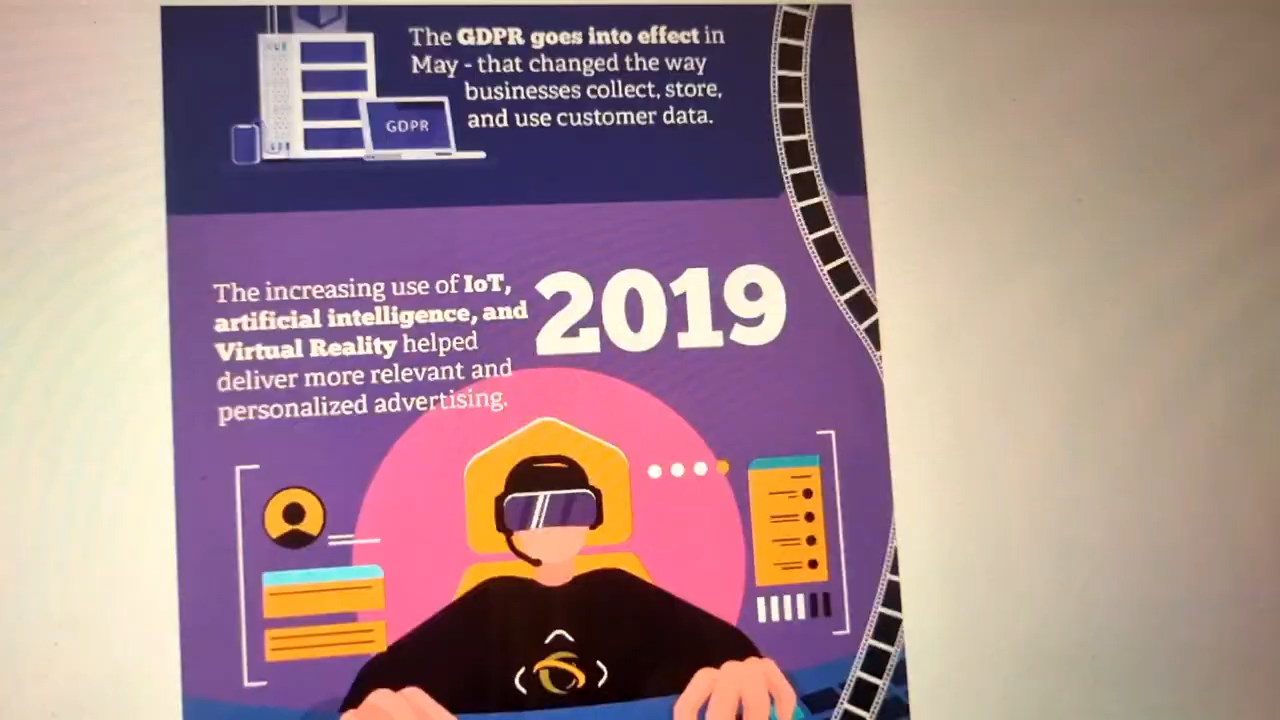 The GDPR goes into effect in
May - that changed the way
businesses collect, store,
and use customer data.
GDPR
The increasing use of IoT,
artificial intelligence, and
Virtual Reality helped
deliver more relevant and
personalized advertising.
2019